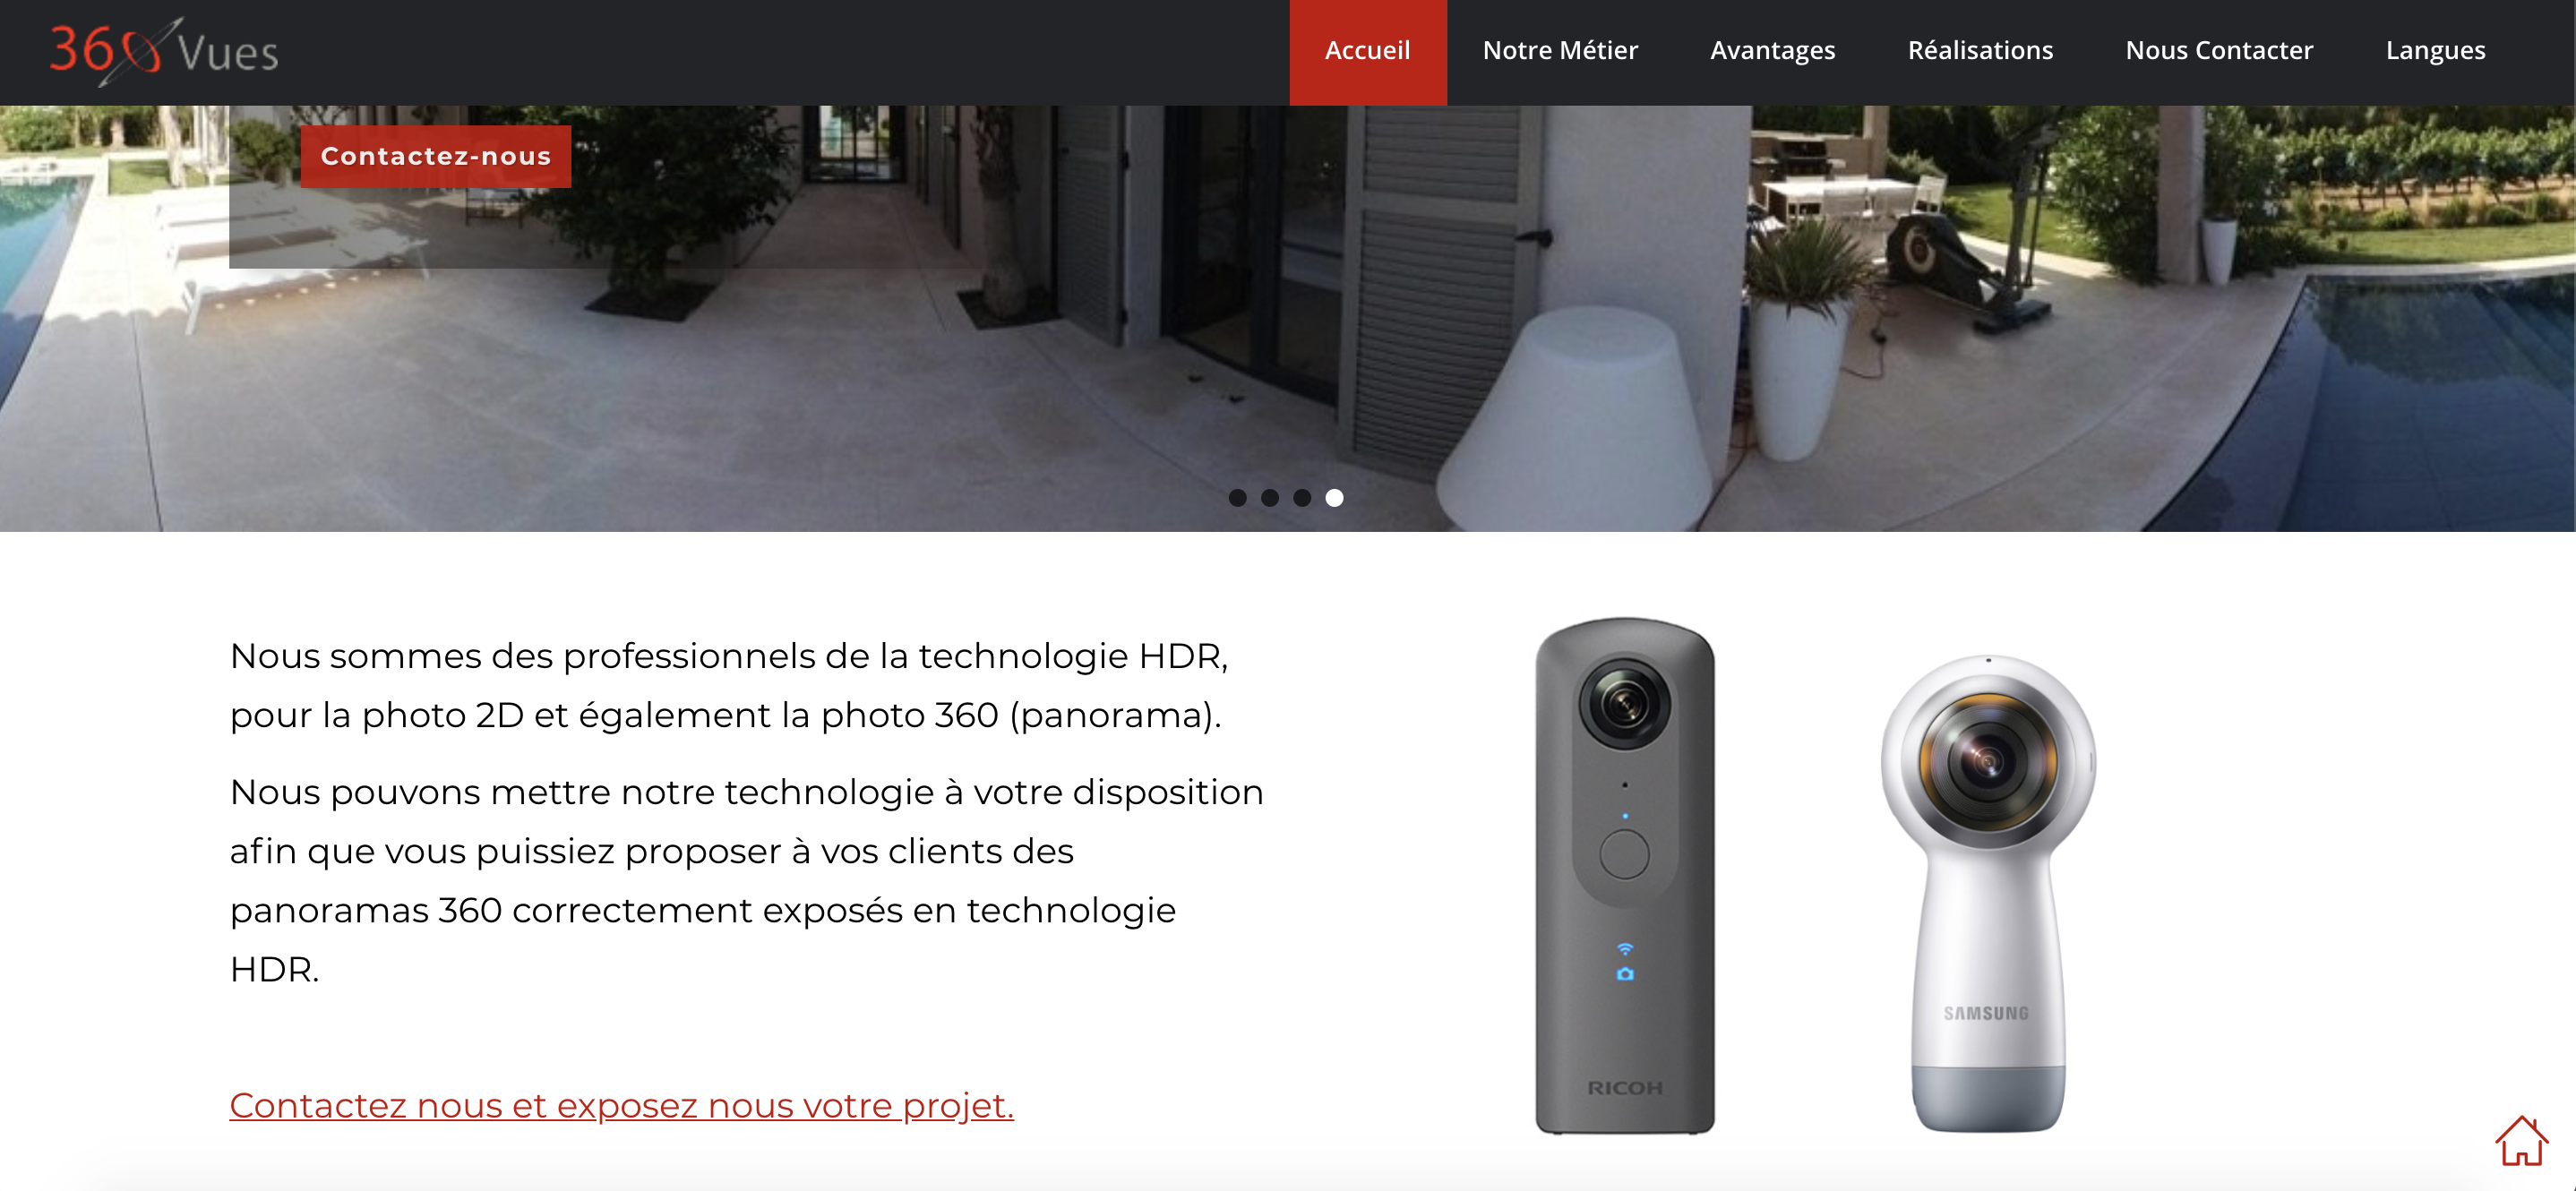 360 Vues
Accueil
Notre Métier
Avantages
Réalisations
Nous Contacter
Langues
Contactez-nous
Nous sommes des professionnels de la technologie HDR,
pour la photo 2D et également la photo 360 (panorama).
Nous pouvons mettre notre technologie à votre disposition
afin que vous puissiez proposer à vos clients des
panoramas 360 correctement exposés en technologie
HDR.
Contactez nous et exposez nous votre projet.
RICOH
SAMSUNG